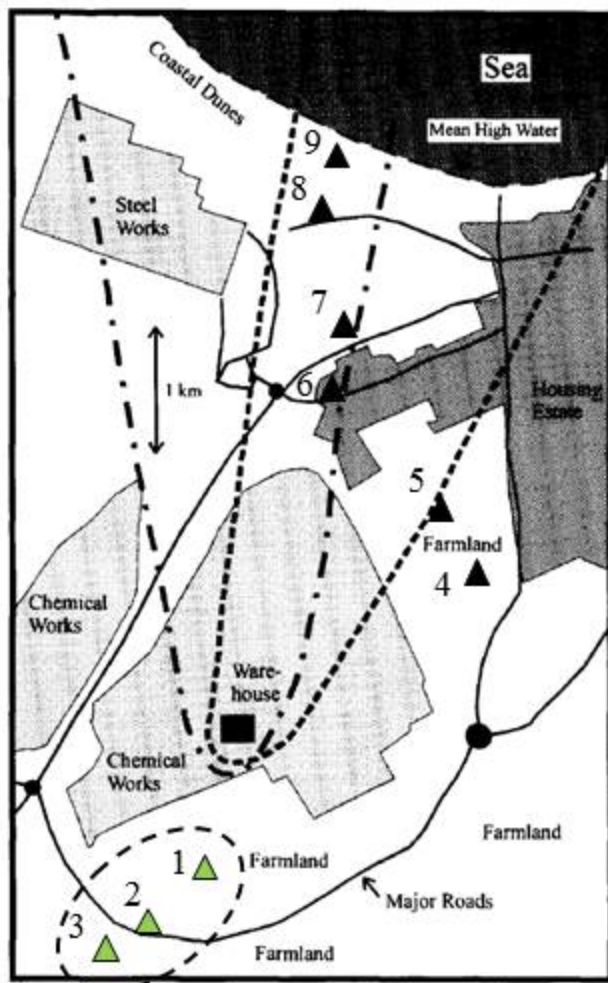 Sea
Coastal Dunes
Mean High Water
9
8
Steel
Works
7
1 km
6
Housing
Estate
5
Farmland
4
Chemical
Works
Ware-
house
Chemical
Works
Farmland
1
Farmland
2
Major Roads
3
Farmland